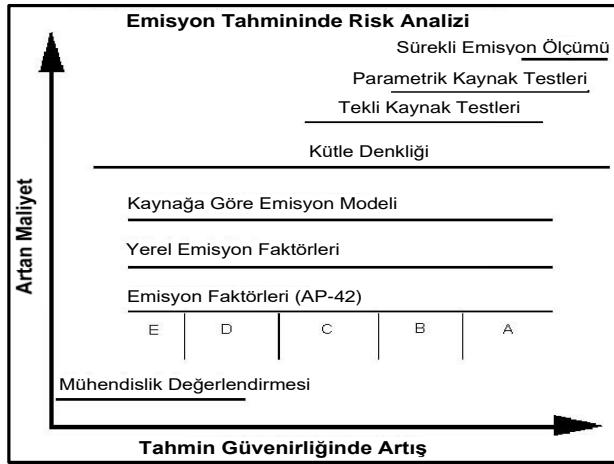 Emisyon Tahmininde Risk Analizi
Sürekli Emisyon Ölçümü
Parametrik Kaynak Testleri
Tekli Kaynak Testleri
Kütle Denkliği
Kaynağa Göre Emisyon Modeli
Yerel Emisyon Faktörleri
Emisyon Faktörleri (AP-42)
E D C B A
Mühendislik Değerlendirmesi
Artan Maliyet
Tahmin Güvenirliğinde Artış